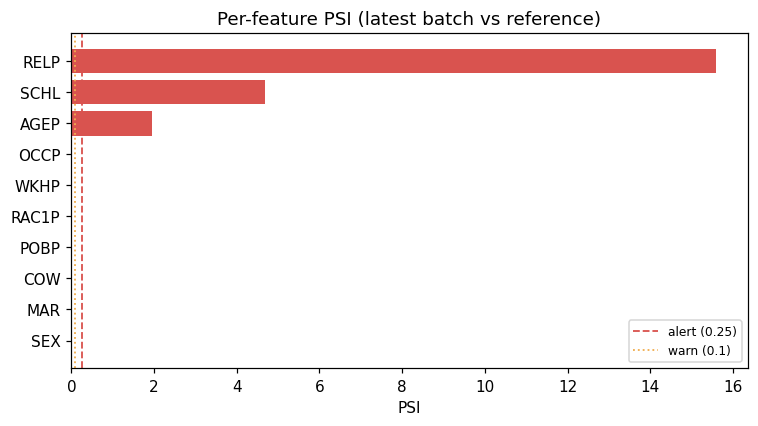 Per-feature PSI (latest batch vs reference)
RELP
SCHL
AGEP
OCCP
WKHP
RAC1P
POBP
COW
MAR
SEX
alert (0.25)
warn (0.1)
0 2 4 6 8 10 12 14 16
PSI